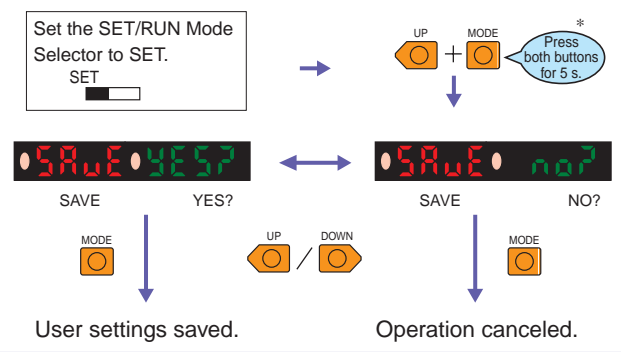 Set the SET/RUN Mode
Selector to SET.
SET
UP MODE
*
Press
both buttons
for 5 s.
SAvE YES?
SAvE no?
SAVE YES?
SAVE NO?
MODE
UP / DOWN
MODE
User settings saved.
Operation canceled.